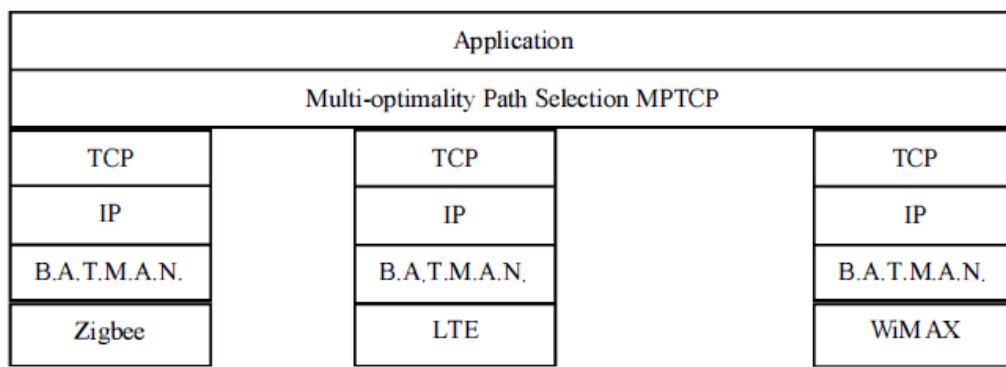 Application
Multi-optimality Path Selection MPTCP
TCP TCP TCP
IP IP IP
B.A.T.M.A.N. B.A.T.M.A.N. B.A.T.M.A.N.
Zigbee LTE WiMAX